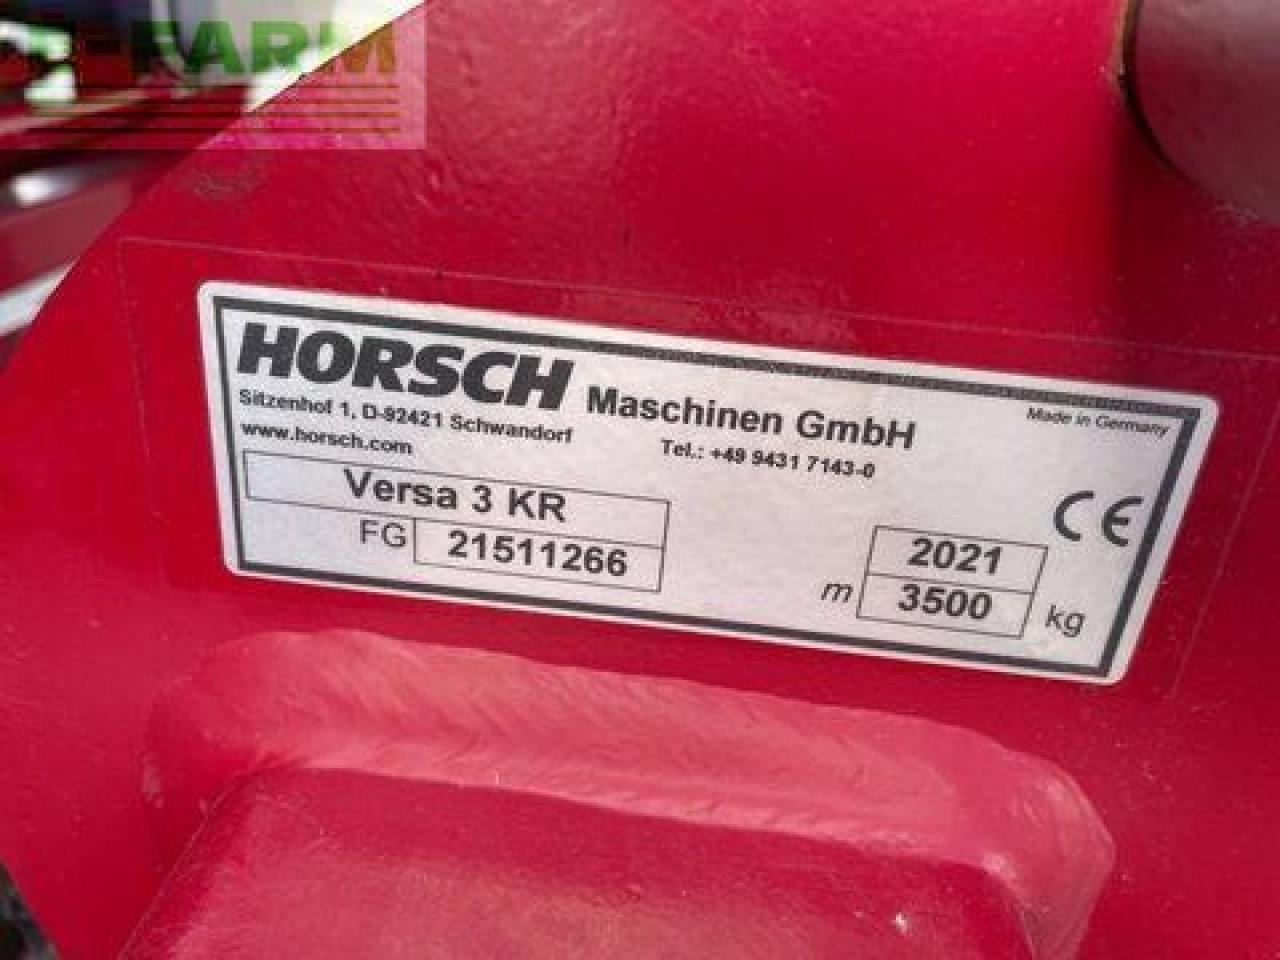 FARM
HORSCH Maschinen GmbH
Made in Germany
Sitzenhof 1, D-92421 Schwandorf
www.horsch.com
Tel.: +49 9431 7143-0
CE
Versa 3 KR
FG 21511266
2021
m 3500 kg